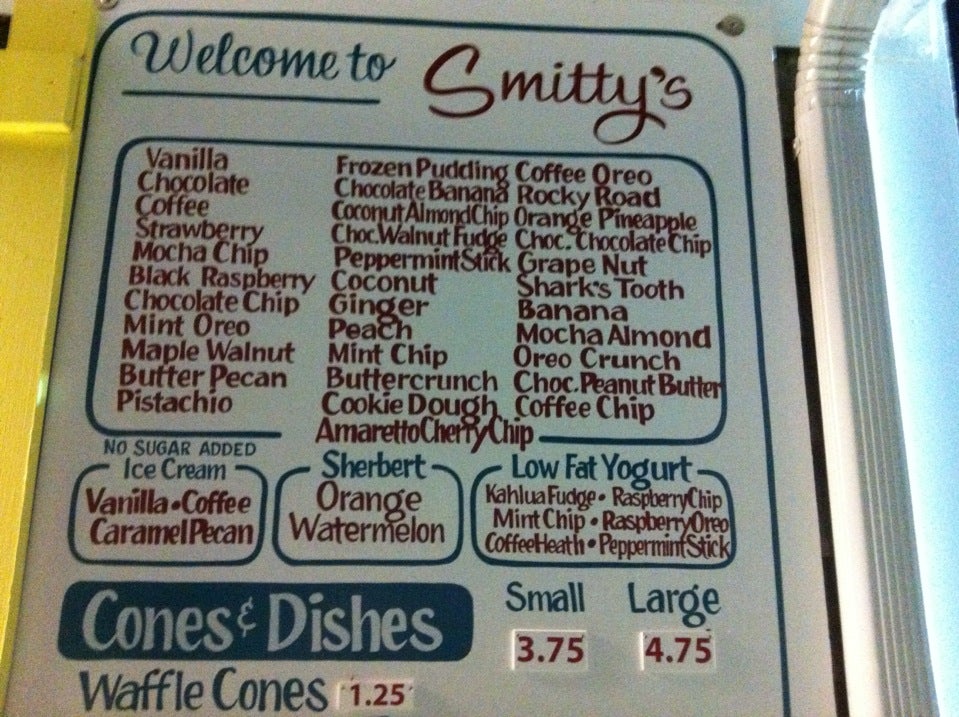 Welcome to Smitty's
Vanilla
Chocolate
Coffee
Strawberry
Mocha Chip
Black Raspberry
Chocolate Chip
Mint Oreo
Maple Walnut
Butter Pecan
Pistachio
Frozen Pudding
Chocolate Banana
Coconut Almond Chip
Choc. Walnut Fudge
Peppermint Stick
Coconut
Ginger
Peach
Mint Chip
Buttercrunch
Cookie Dough
Amaretto Cherry Chip
Coffee Oreo
Rocky Road
Orange Pineapple
Choc. Chocolate Chip
Grape Nut
Shark's Tooth
Banana
Mocha Almond
Oreo Crunch
Choc. Peanut Butter
Coffee Chip
NO SUGAR ADDED
Ice Cream
Vanilla • Coffee
Caramel Pecan
Sherbert
Orange
Watermelon
Low Fat Yogurt
Kahlua Fudge • Raspberry Chip
Mint Chip • Raspberry Oreo
Coffee Heath • Peppermint Stick
Cones & Dishes
Small Large
3.75 4.75
Waffle Cones 1.25